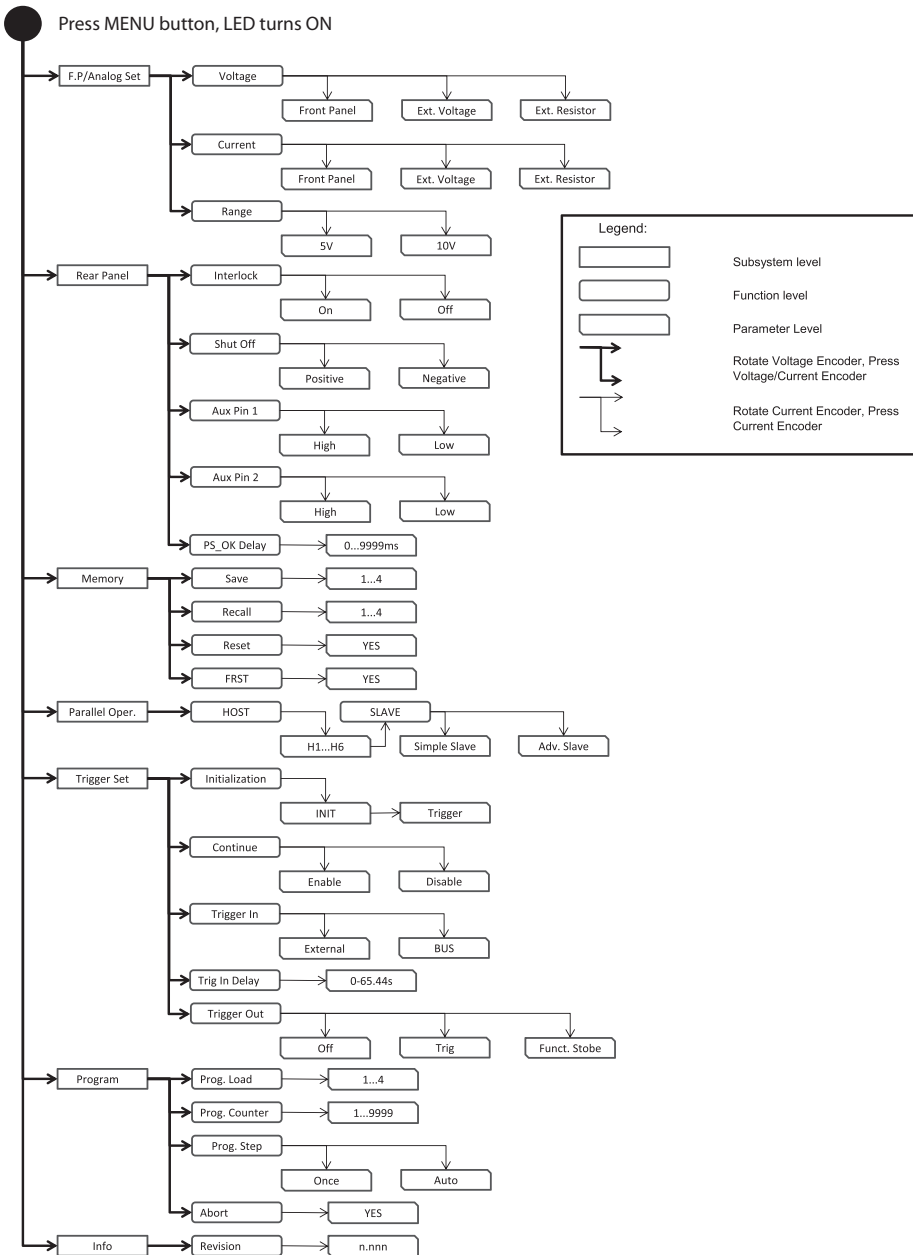 Press MENU button, LED turns ON
F.P/Analog Set
Voltage
Front Panel
Ext. Voltage
Ext. Resistor
Current
Front Panel
Ext. Voltage
Ext. Resistor
Range
5V
10V
Legend:
Subsystem level
Function level
Parameter Level
Rotate Voltage Encoder, Press
Voltage/Current Encoder
Rotate Current Encoder, Press
Current Encoder
Rear Panel
Interlock
On
Off
Shut Off
Positive
Negative
Aux Pin 1
High
Low
Aux Pin 2
High
Low
PS_OK Delay
0...9999ms
Memory
Save
1...4
Recall
1...4
Reset
YES
FRST
YES
Parallel Oper.
HOST
SLAVE
H1...H6
Simple Slave
Adv. Slave
Trigger Set
Initialization
INIT
Trigger
Continue
Enable
Disable
Trigger In
External
BUS
Trig In Delay
0-65.44s
Trigger Out
Off
Trig
Funct. Stobe
Program
Prog. Load
1...4
Prog. Counter
1...9999
Prog. Step
Once
Auto
Abort
YES
Info
Revision
n.nnn